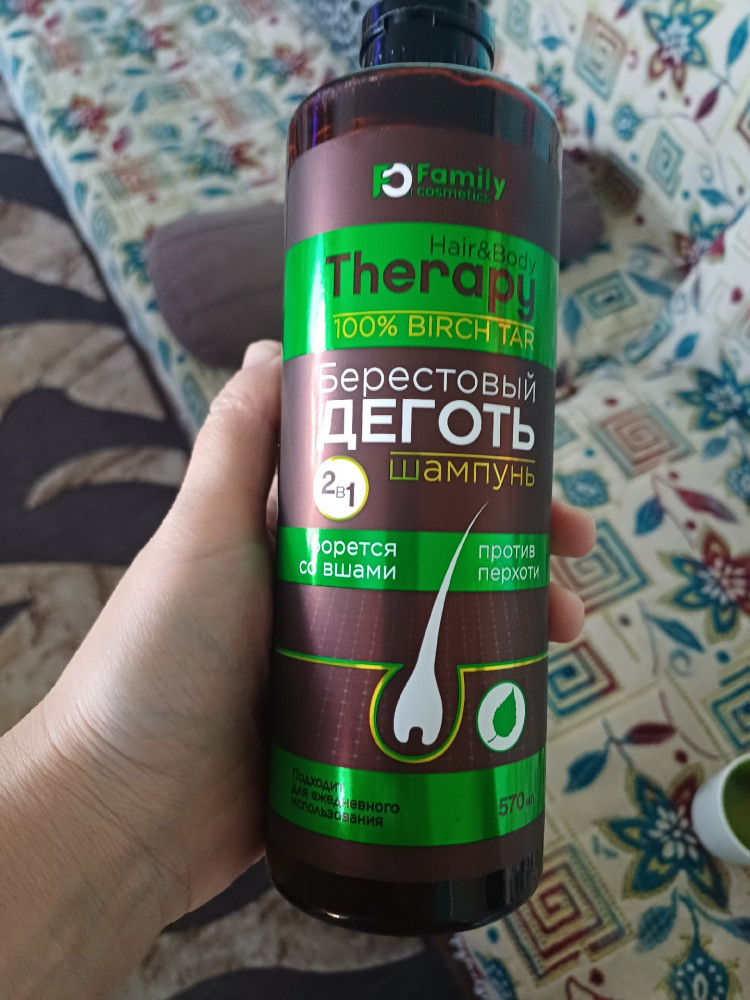 Family
cosmetics
Hair&Body
Therapy
100% BIRCH TAR
Берестовый
ДЕГОТЬ
шампунь
2в1
борется
со вшами
против
перхоти
Подходит
для ежедневного
использования
570 мл